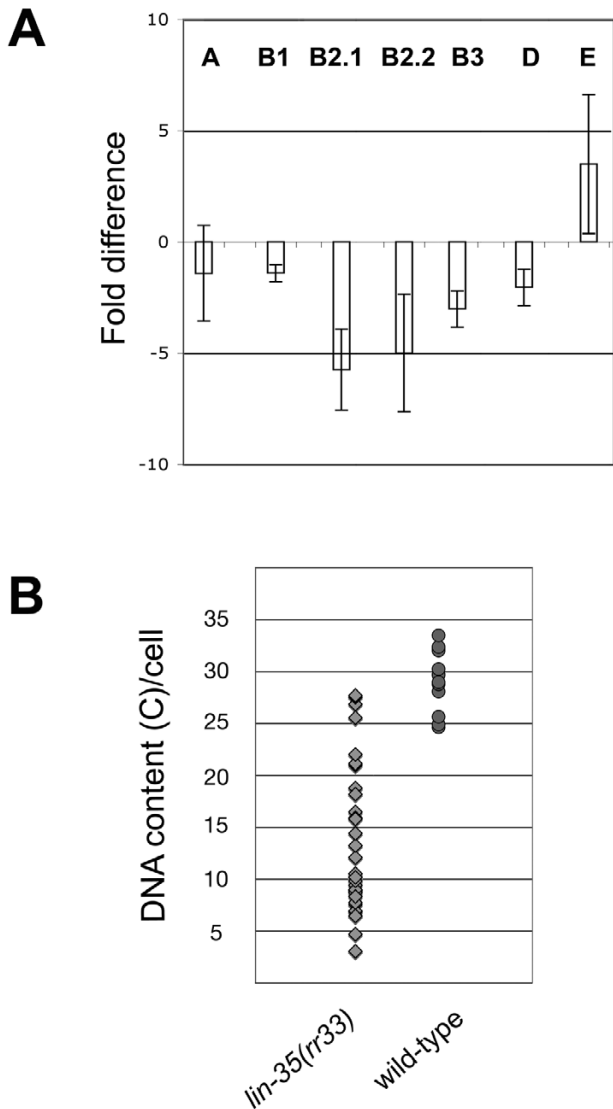 A
10
A B1 B2.1 B2.2 B3 D E
5
0
-5
-10
Fold difference
B
35
30
25
20
15
10
5
DNA content (C)/cell
lin-35(rr33)
wild-type